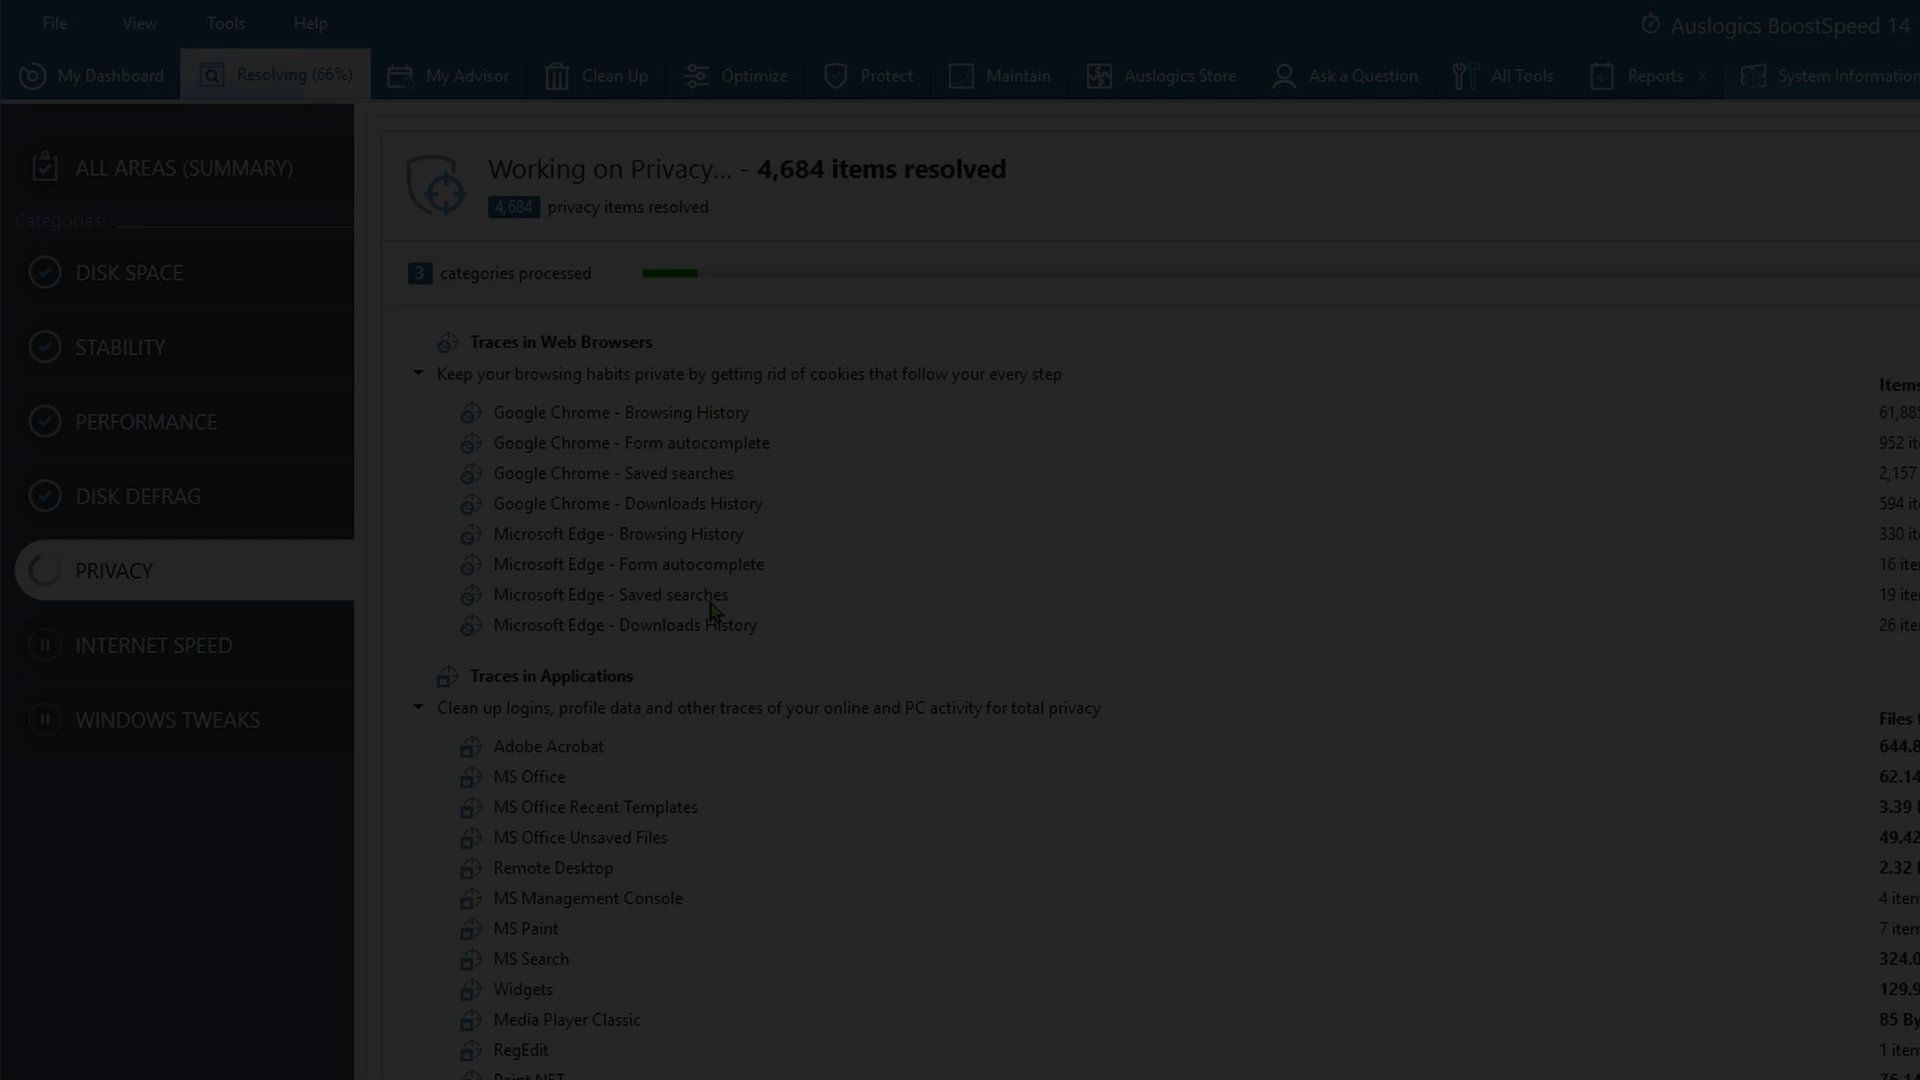 File View Tools Help Auslogics BoostSpeed 14
My Dashboard Resolving (66%) My Advisor Clean Up Optimize Protect Maintain Auslogics Store Ask a Question All Tools Reports System Information
ALL AREAS (SUMMARY)
Categories:
DISK SPACE
STABILITY
PERFORMANCE
DISK DEFRAG
PRIVACY
INTERNET SPEED
WINDOWS TWEAKS
Working on Privacy... - 4,684 items resolved
4,684 privacy items resolved
3 categories processed
Traces in Web Browsers
Keep your browsing habits private by getting rid of cookies that follow your every step
Items
Google Chrome - Browsing History 61,88
Google Chrome - Form autocomplete 952 ite
Google Chrome - Saved searches 2,157
Google Chrome - Downloads History 594 ite
Microsoft Edge - Browsing History 330 ite
Microsoft Edge - Form autocomplete 16 ite
Microsoft Edge - Saved searches 19 ite
Microsoft Edge - Downloads History 26 ite
Traces in Applications
Clean up logins, profile data and other traces of your online and PC activity for total privacy
Files
Adobe Acrobat 644.8
MS Office 62.14
MS Office Recent Templates 3.39
MS Office Unsaved Files 49.42
Remote Desktop 2.32
MS Management Console 4 item
MS Paint 7 item
MS Search 324.0
Widgets 129.9
Media Player Classic 85 By
RegEdit 1 item
Paint.NET 76.14